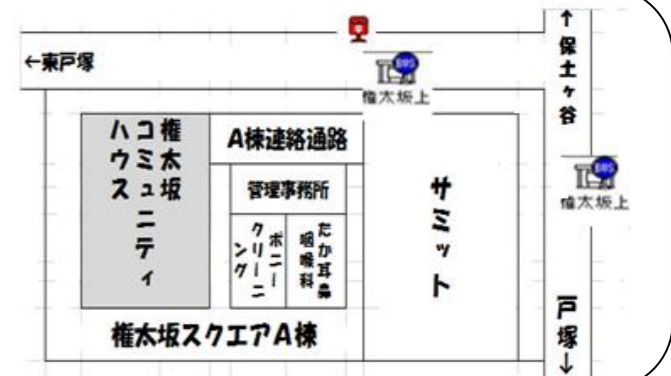 ←東戸塚
BUS
権太坂上
↑保土ヶ谷
BUS
権太坂上
戸塚↓
権太坂
コミュニティ
ハウス
A棟連絡通路
管理事務所
ポニー
クリーニング
たか耳鼻
咽喉科
サミット
権太坂スクエアA棟